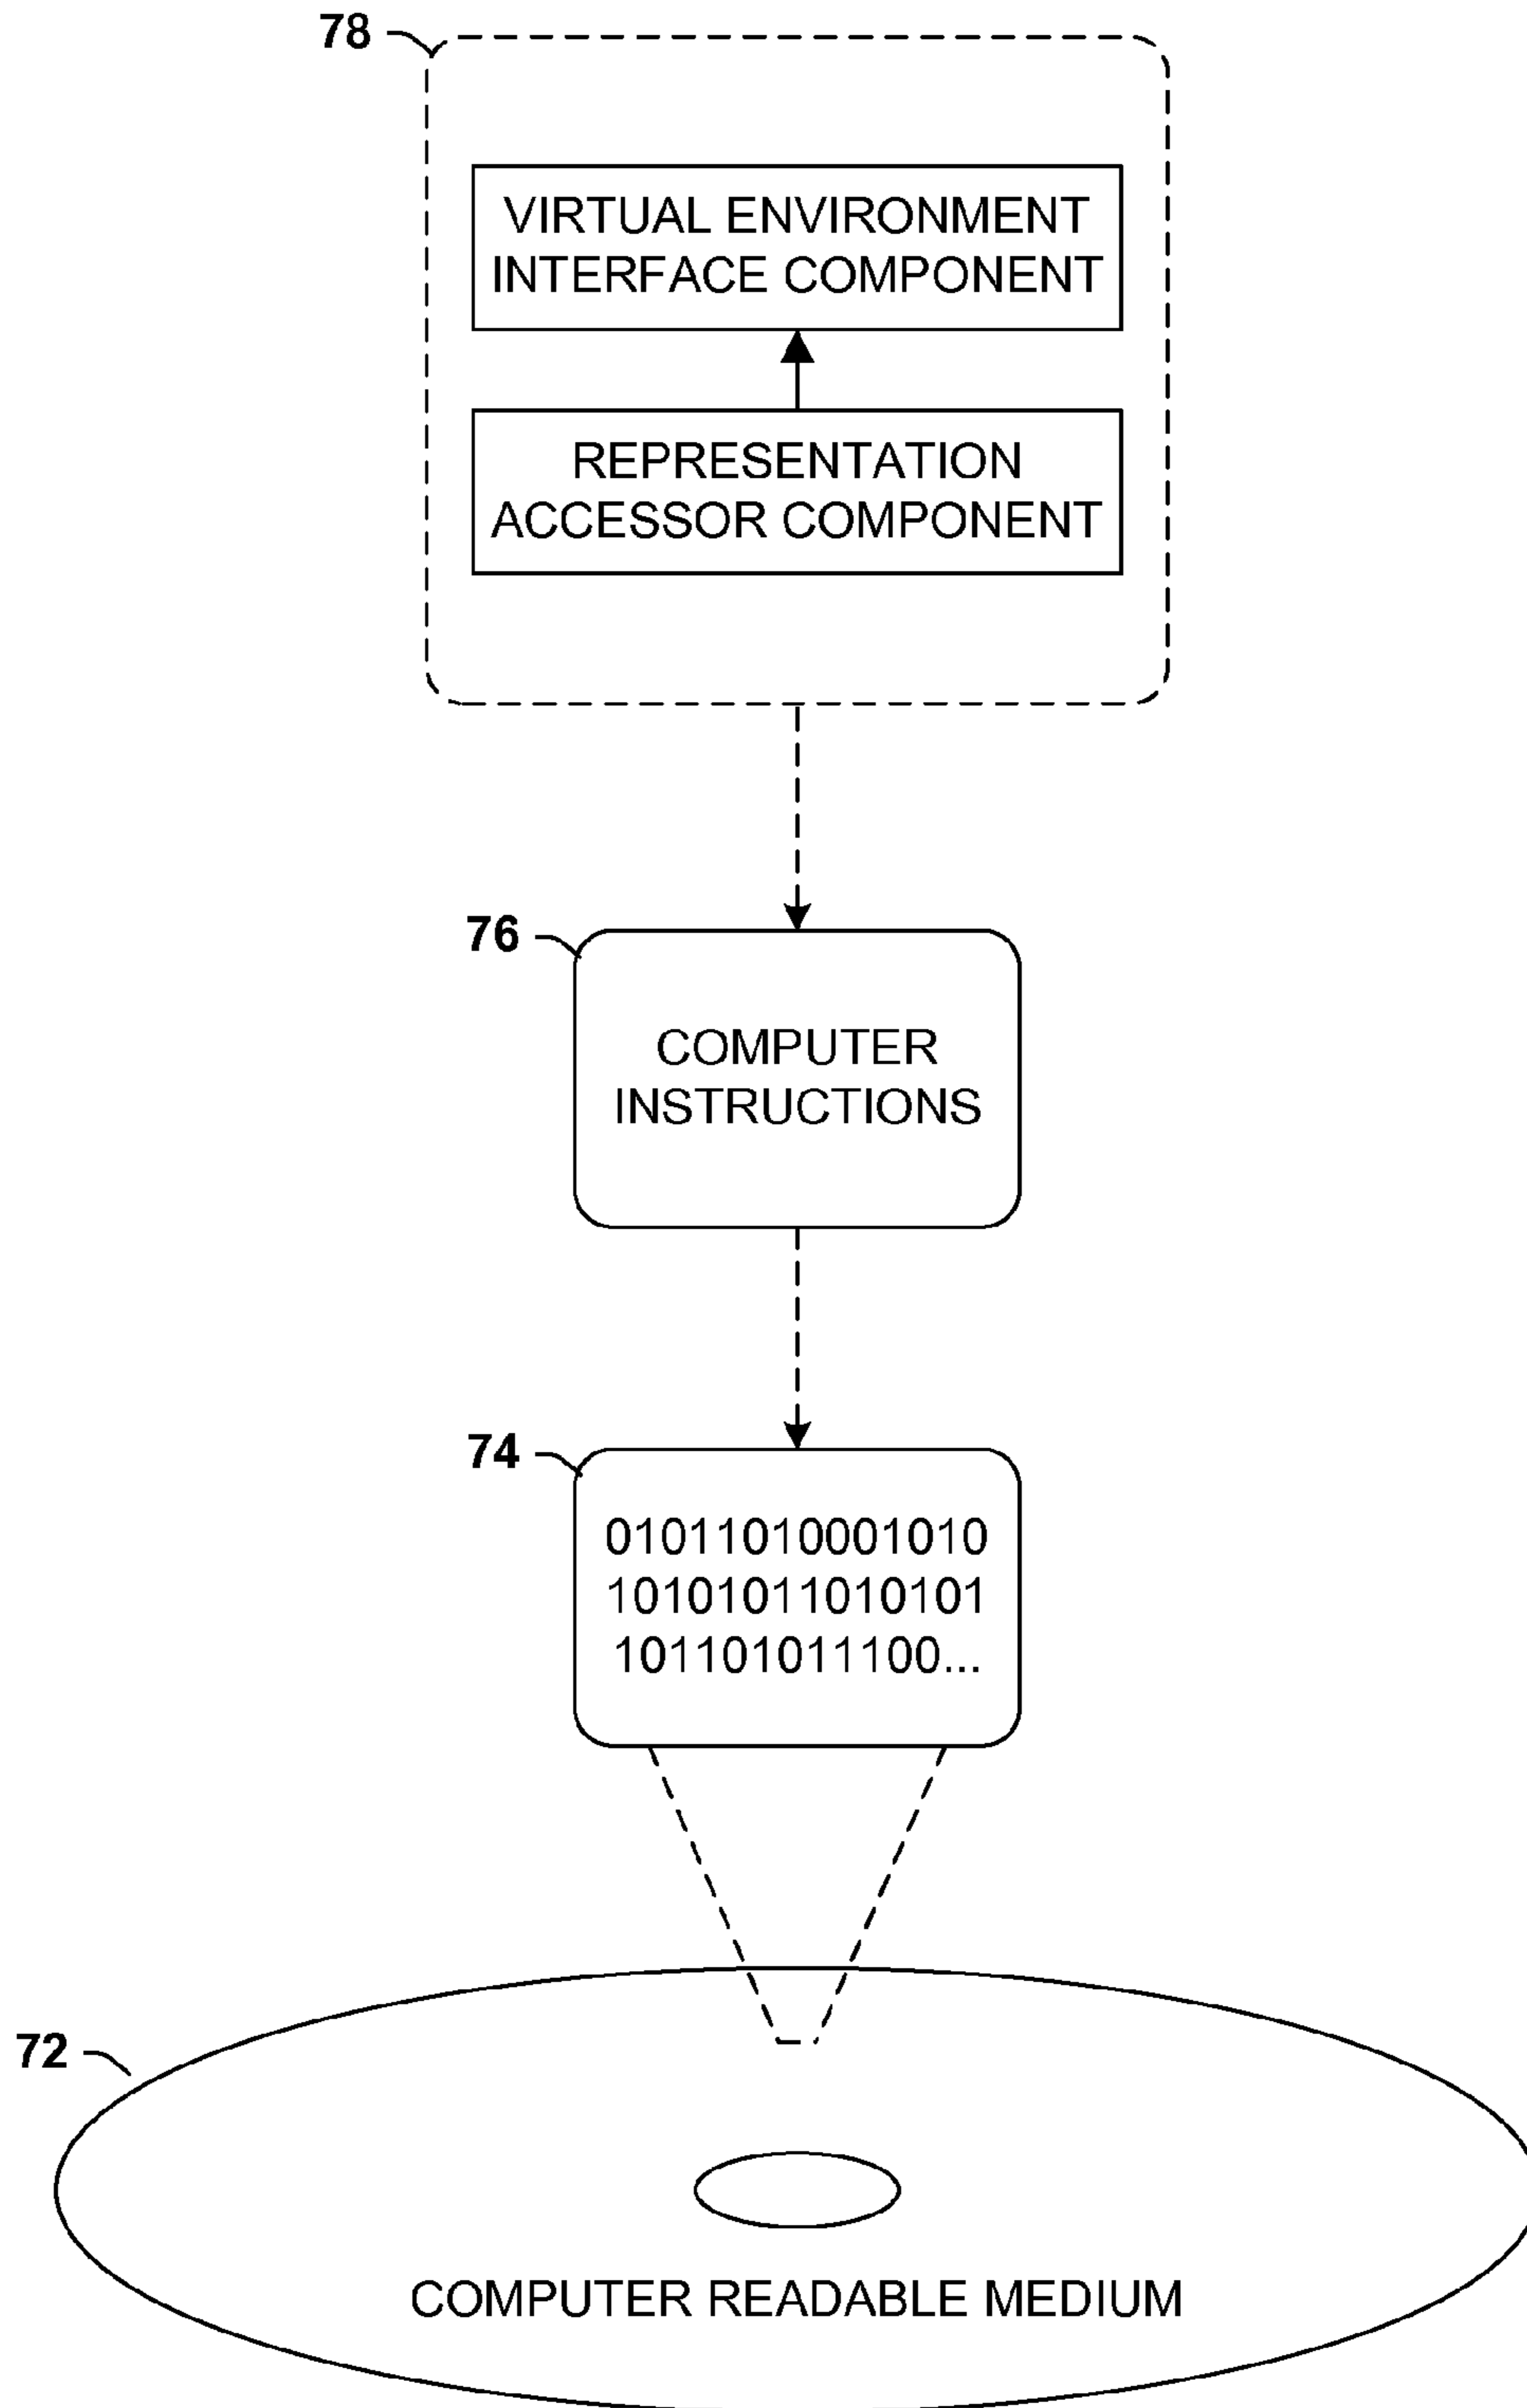 78
VIRTUAL ENVIRONMENT
INTERFACE COMPONENT
REPRESENTATION
ACCESSOR COMPONENT
76
COMPUTER
INSTRUCTIONS
74
01011010001010
10101011010101
101101011100...
72
COMPUTER READABLE MEDIUM